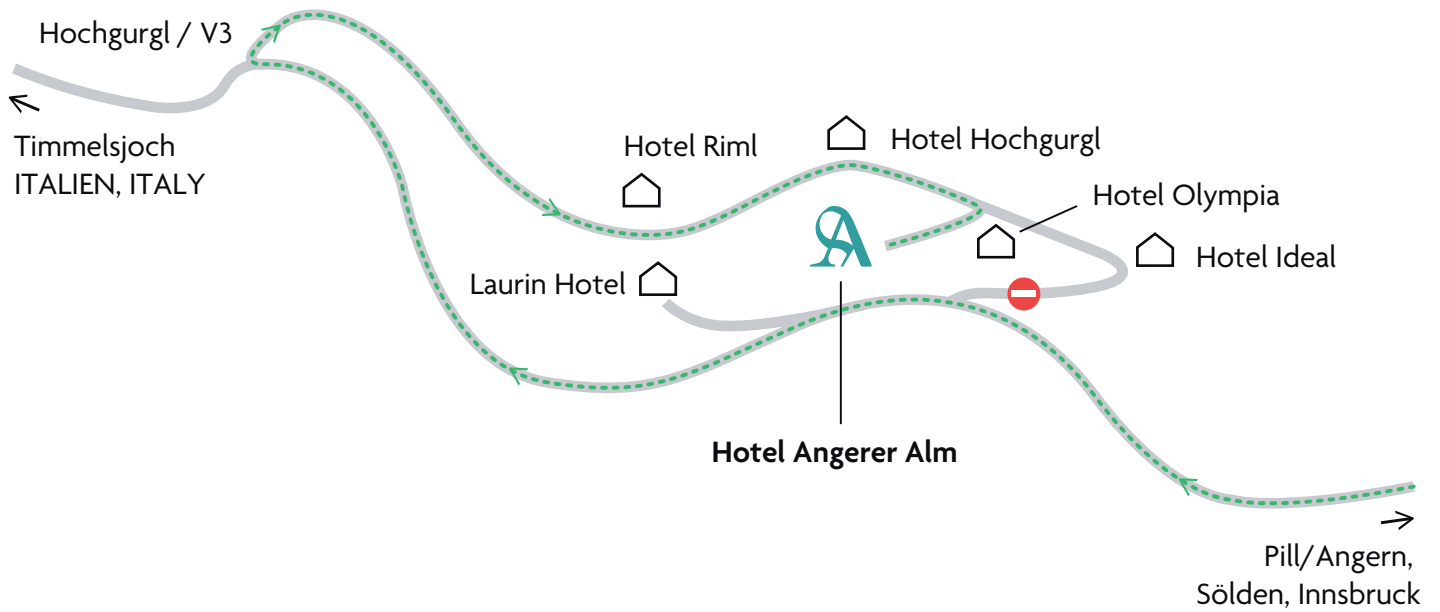 Hochgurgl / V3
Timmelsjoch
ITALIEN, ITALY
Hotel Riml
Hotel Hochgurgl
Hotel Olympia
Hotel Ideal
Laurin Hotel
A
Hotel Angerer Alm
Pill/Angern,
Sölden, Innsbruck